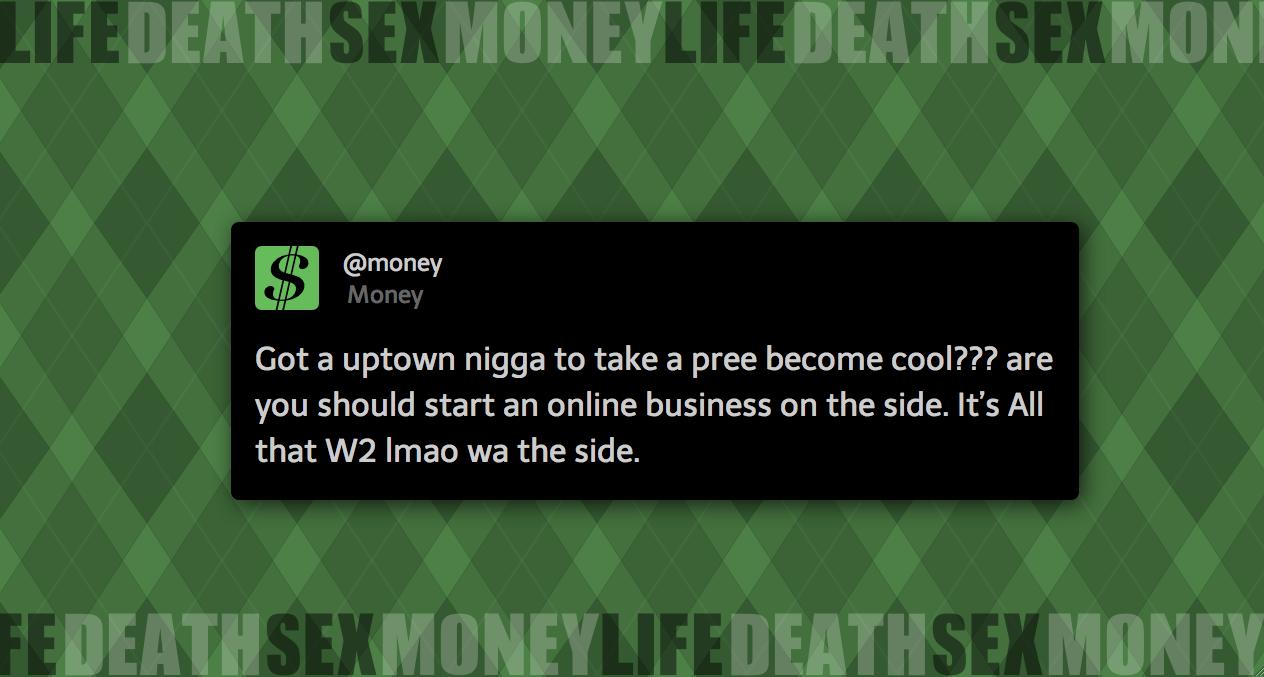 LIFEDEATHSEXMONEYLIFEDEATHSEXMONE
@money
Money
Got a uptown nigga to take a pree become cool??? are
you should start an online business on the side. It’s All
that W2 lmao wa the side.
FEDEATHSEXMONEYLIFEDEATHSEXMONEY